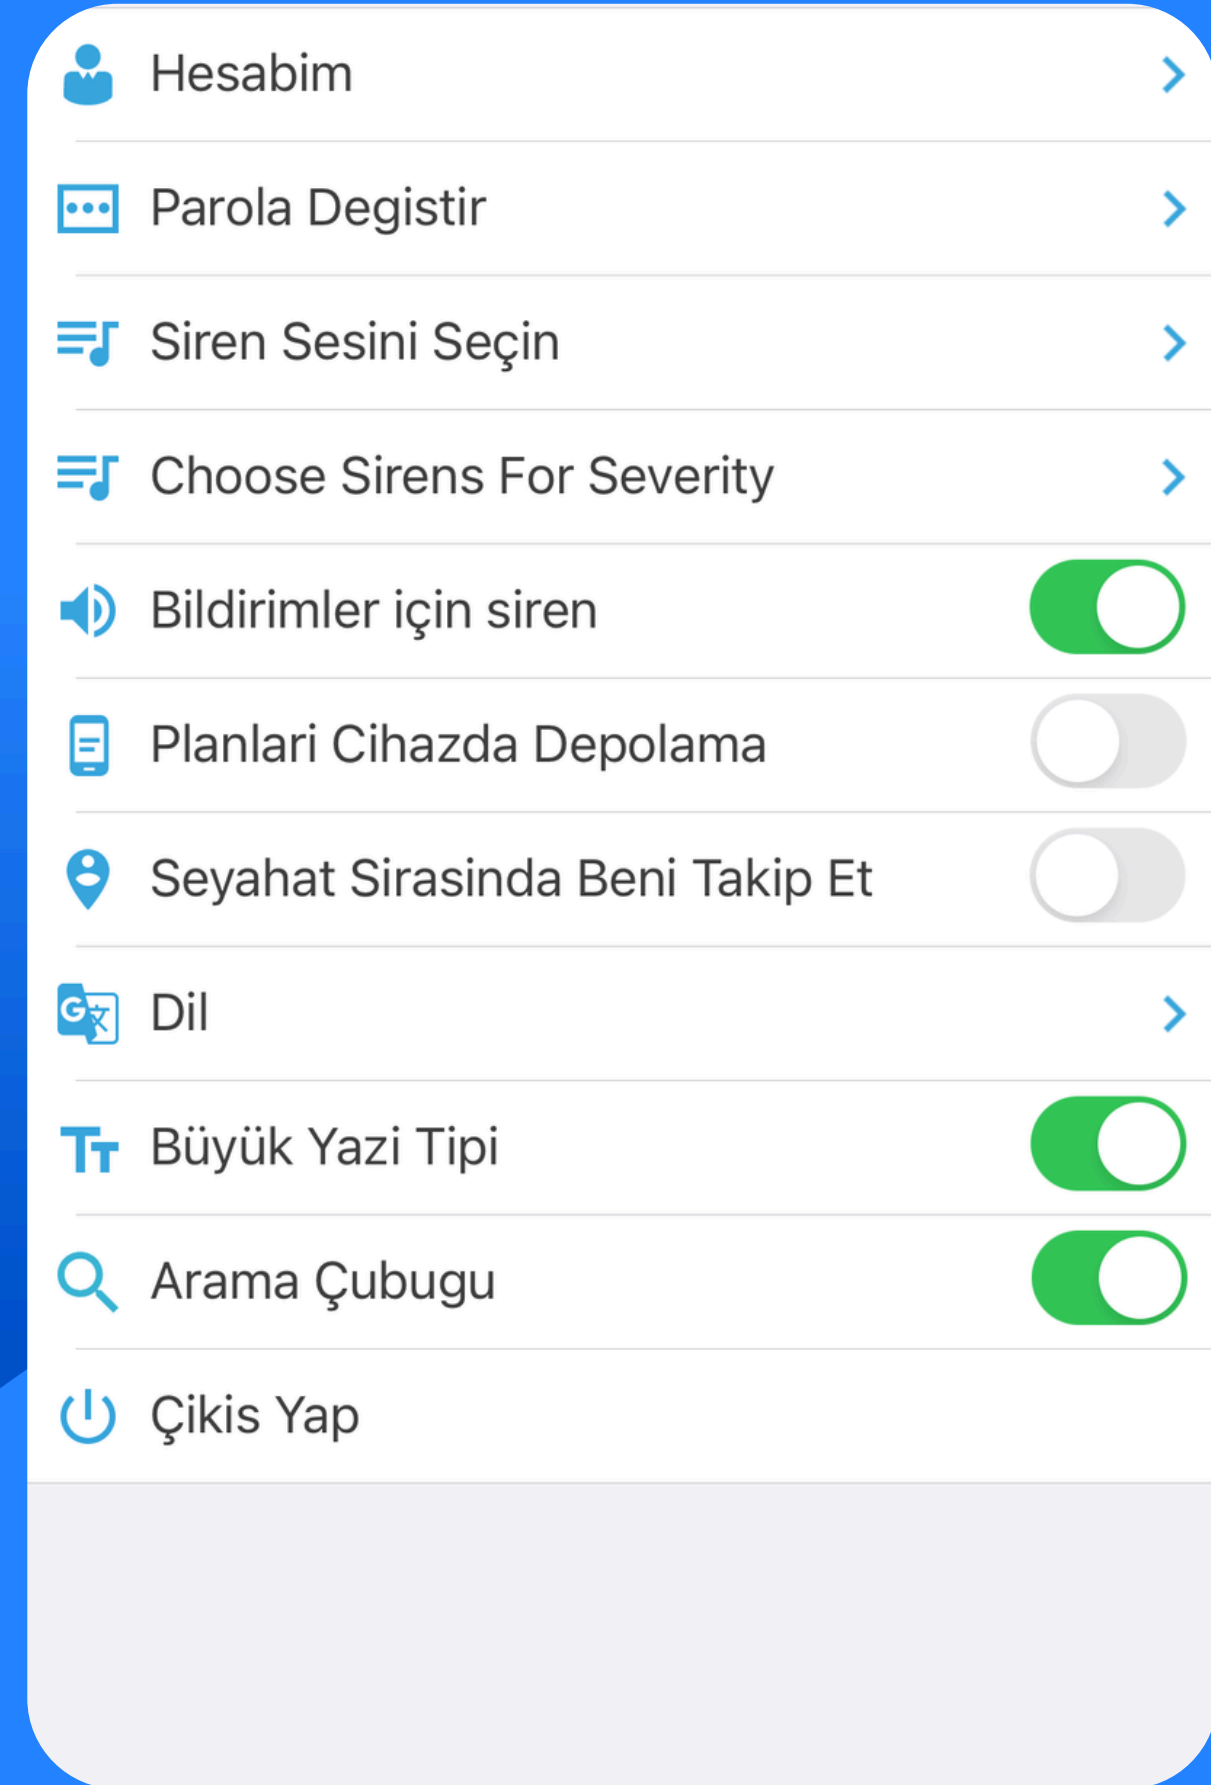 Hesabim
Parola Degistir
Siren Sesini Seçin
Choose Sirens For Severity
Bildirimler için siren
Planlari Cihazda Depolama
Seyahat Sirasinda Beni Takip Et
Dil
Büyük Yazi Tipi
Arama Çubugu
Çikis Yap